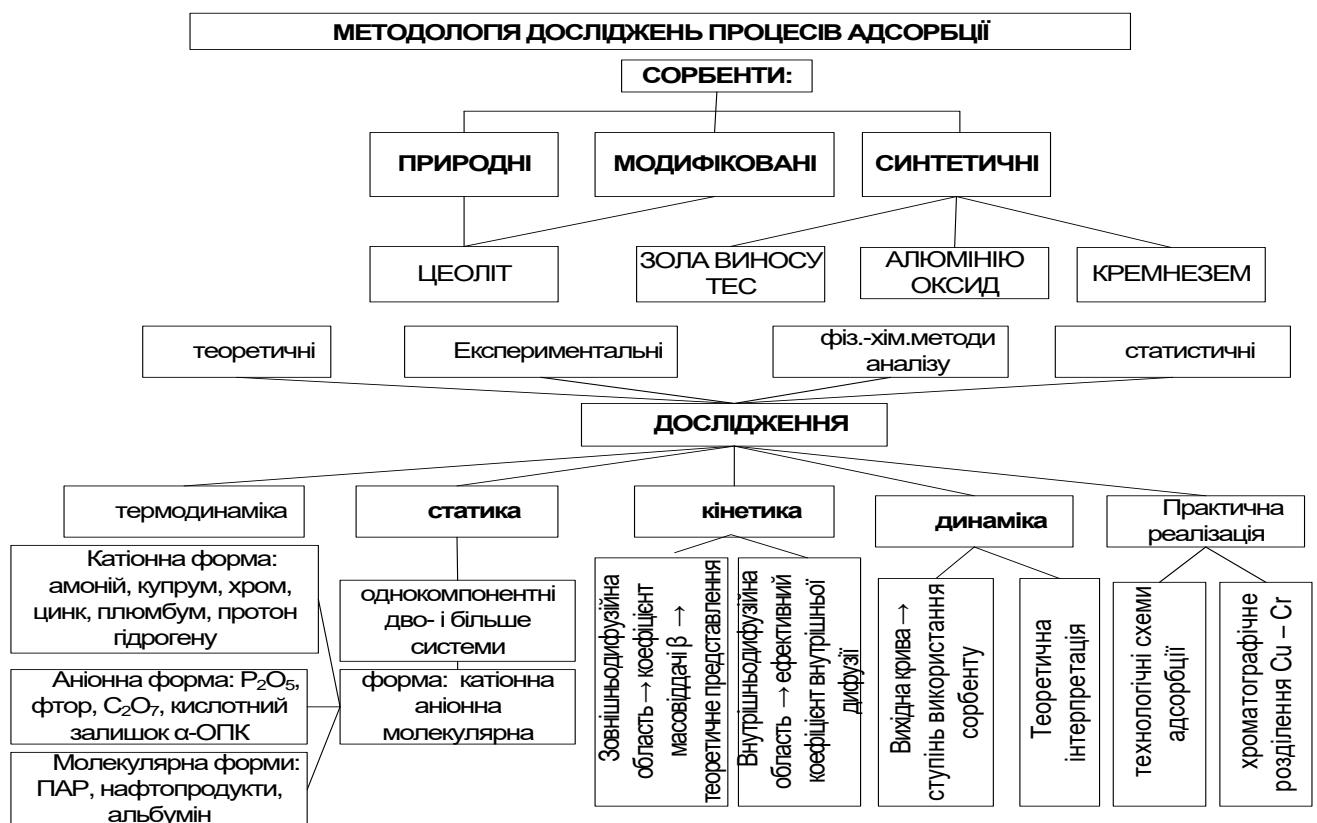 МЕТОДОЛОГІЯ ДОСЛІДЖЕНЬ ПРОЦЕСІВ АДСОРБЦІЇ
СОРБЕНТИ:
ПРИРОДНІ
МОДИФІКОВАНІ
СИНТЕТИЧНІ
ЦЕОЛІТ
ЗОЛА ВИНОСУ
ТЕС
АЛЮМІНІЮ
ОКСИД
КРЕМНЕЗЕМ
теоретичні
Експериментальні
фіз.-хім.методи
аналізу
статистичні
ДОСЛІДЖЕННЯ
термодинаміка
статика
кінетика
динаміка
Практична
реалізація
Катіонна форма:
амоній, купрум, хром,
цинк, плюмбум, протон
гідрогену
Аніонна форма: P₂O₅,
фтор, C₂O₇, кислотний
залишок α-ОПК
Молекулярна форми:
ПАР, нафтопродукти,
альбумін
однокомпонентні
дво- і більше
системи
форма: катіонна
аніонна
молекулярна
Зовнішньодифузійна
область → коефіцієнт
масовіддачі β →
теоретичне представлення
Внутрішньодифузійна
область → ефективний
коефіцієнт внутрішньої
дифузії
Вихідна крива →
ступінь використання
сорбенту
Теоретична
інтерпретація
технологічні схеми
адсорбції
хроматографічне
розділення Cu – Cr